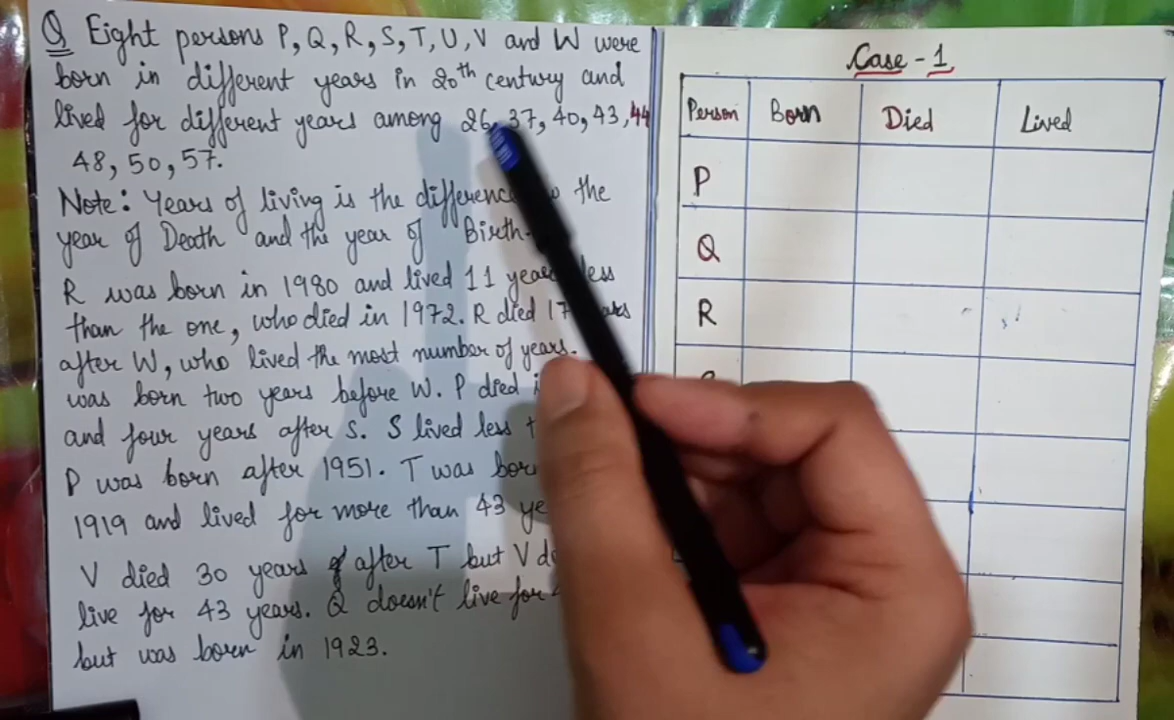 Q Eight persons P, Q, R, S, T, U, V and W were
born in different years in 20th century and
lived for different years among 26, 37, 40, 43, 44
48, 50, 57.
Note: Years of living is the difference the
year of Death and the year of Birth.
R was born in 1980 and lived 11 years less
than the one, who died in 1972. R died 17
after W, who lived the most number of years.
was born two years before W. P died
and four years after S. S lived less
P was born after 1951. T was born
1919 and lived for more than 43
V died 30 years after T but V
live for 43 years. Q doesn't live for
but was born in 1923.
Case - 1
Person Born Died Lived
P
Q
R